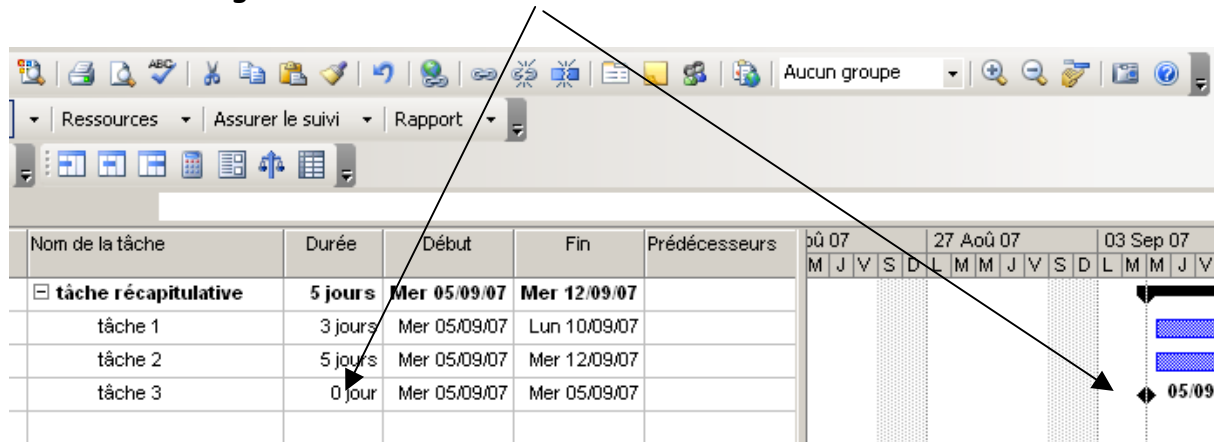 g
ABC
Aucun groupe
Ressources Assurer le suivi Rapport
Nom de la tâche Durée Début Fin Prédécesseurs oû 07 27 Aoû 07 03 Sep 07
M J V S D L M M J V S D L M M J V
tâche récapitulative 5 jours Mer 05/09/07 Mer 12/09/07
tâche 1 3 jours Mer 05/09/07 Lun 10/09/07
tâche 2 5 jours Mer 05/09/07 Mer 12/09/07
tâche 3 0 jour Mer 05/09/07 Mer 05/09/07 05/09